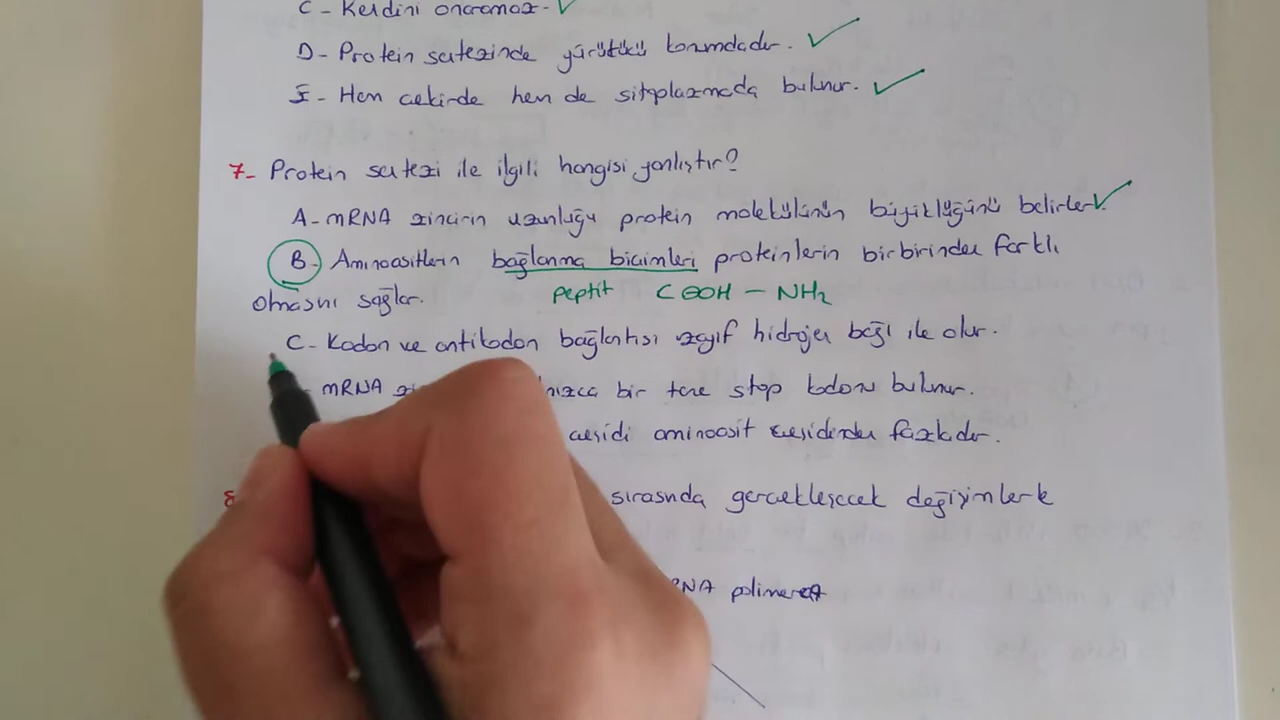 C - Kendini onaramaz. ✓
D - Protein sentezinde yürütücü konumdadır. ✓
E - Hem çekirde hem de sitoplazmada bulunur. ✓
7- Protein sentezi ile ilgili hangisi yanlıştır?
A - mRNA zincirin uzunluğu protein molekülünün büyüklüğünü belirler. ✓
B - Aminoasitlerin bağlanma biçimleri proteinlerin birbirinden farklı
olmasını sağlar.
peptit COOH - NH₂
C - Kodon ve antikodon bağlantısı zayıf hidrojen bağı ile olur.
mRNA bir tane stop kodonu bulunur.
çeşidi aminoasit çeşidinden fazladır.
8 sırasında gerçekleşecek değişimlerle
polimeraz